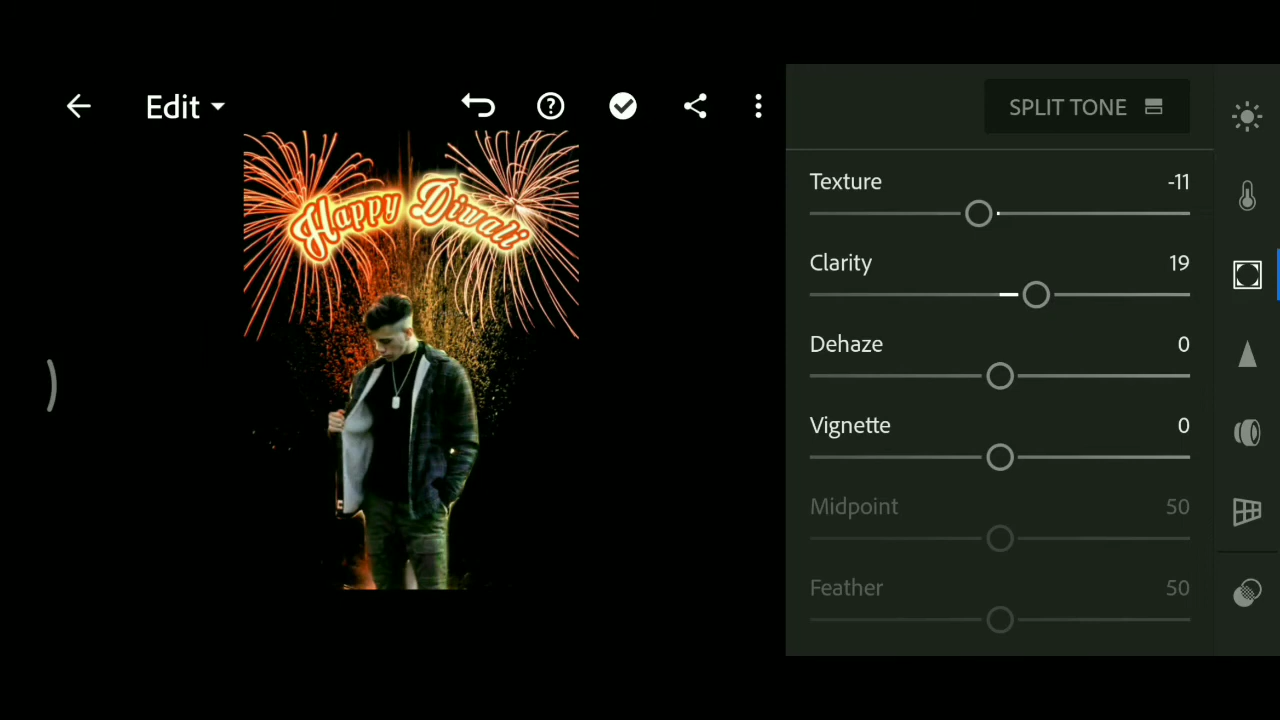 Edit
SPLIT TONE
Happy Diwali
Texture -11
Clarity 19
Dehaze 0
Vignette 0
Midpoint 50
Feather 50